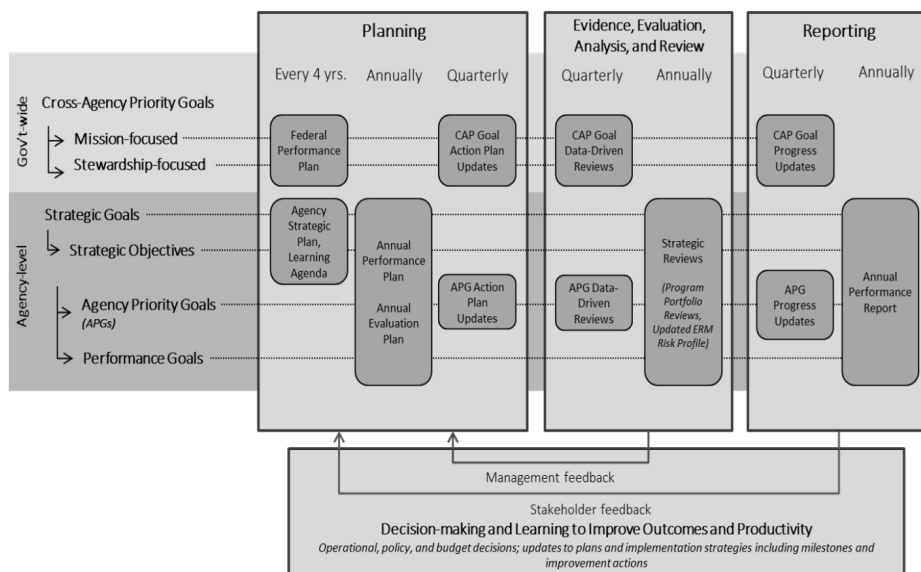 Planning
Evidence, Evaluation,
Analysis, and Review
Reporting
Every 4 yrs.
Annually
Quarterly
Quarterly
Annually
Quarterly
Annually
Gov't-wide
Cross-Agency Priority Goals
Mission-focused
Stewardship-focused
Federal
Performance
Plan
CAP Goal
Action Plan
Updates
CAP Goal
Data-Driven
Reviews
CAP Goal
Progress
Updates
Agency-level
Strategic Goals
Strategic Objectives
Agency Priority Goals
(APGs)
Performance Goals
Agency
Strategic
Plan,
Learning
Agenda
Annual
Performance
Plan
Annual
Evaluation
Plan
APG Action
Plan
Updates
APG Data-
Driven
Reviews
Strategic
Reviews
(Program
Portfolio
Reviews,
Updated ERM
Risk Profile)
APG
Progress
Updates
Annual
Performance
Report
Management feedback
Stakeholder feedback
Decision-making and Learning to Improve Outcomes and Productivity
Operational, policy, and budget decisions; updates to plans and implementation strategies including milestones and
improvement actions